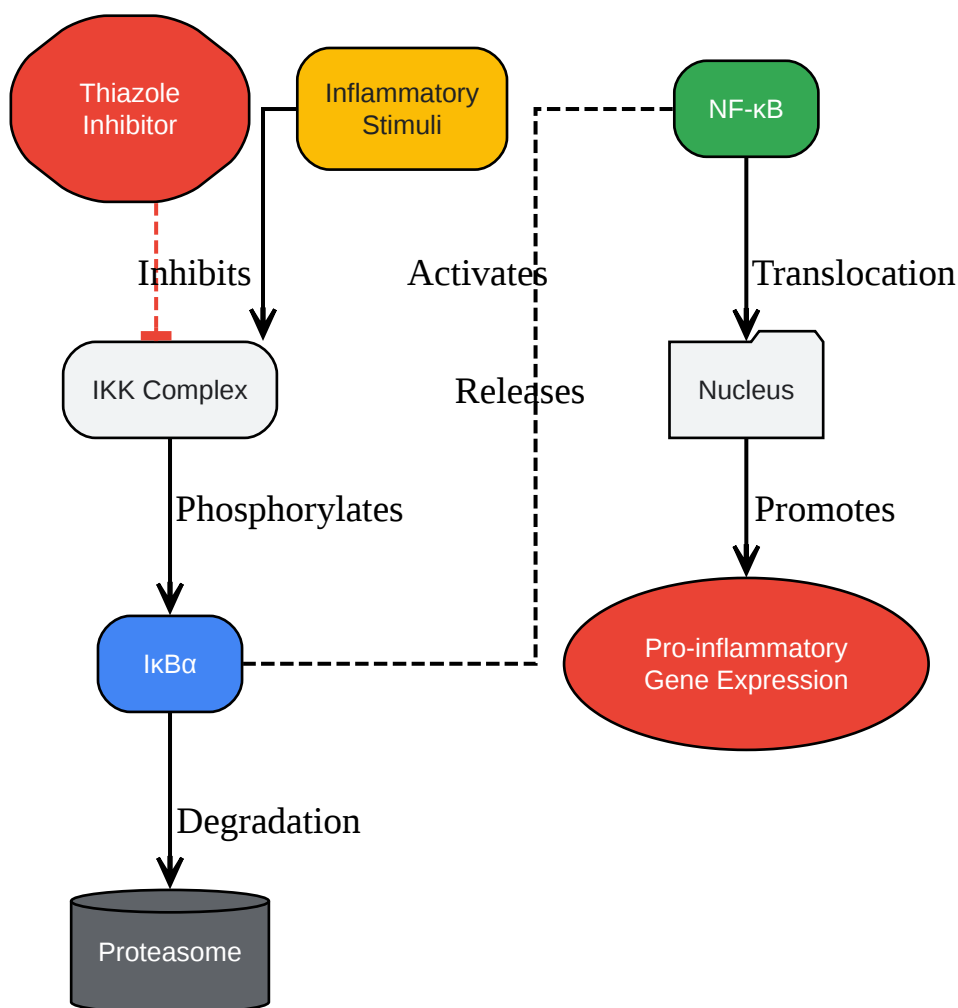 Thiazole
Inhibitor
Inflammatory
Stimuli
NF-κB
Inhibits
Activates
Translocation
IKK Complex
Releases
Nucleus
Phosphorylates
Promotes
IκBα
Pro-inflammatory
Gene Expression
Degradation
Proteasome